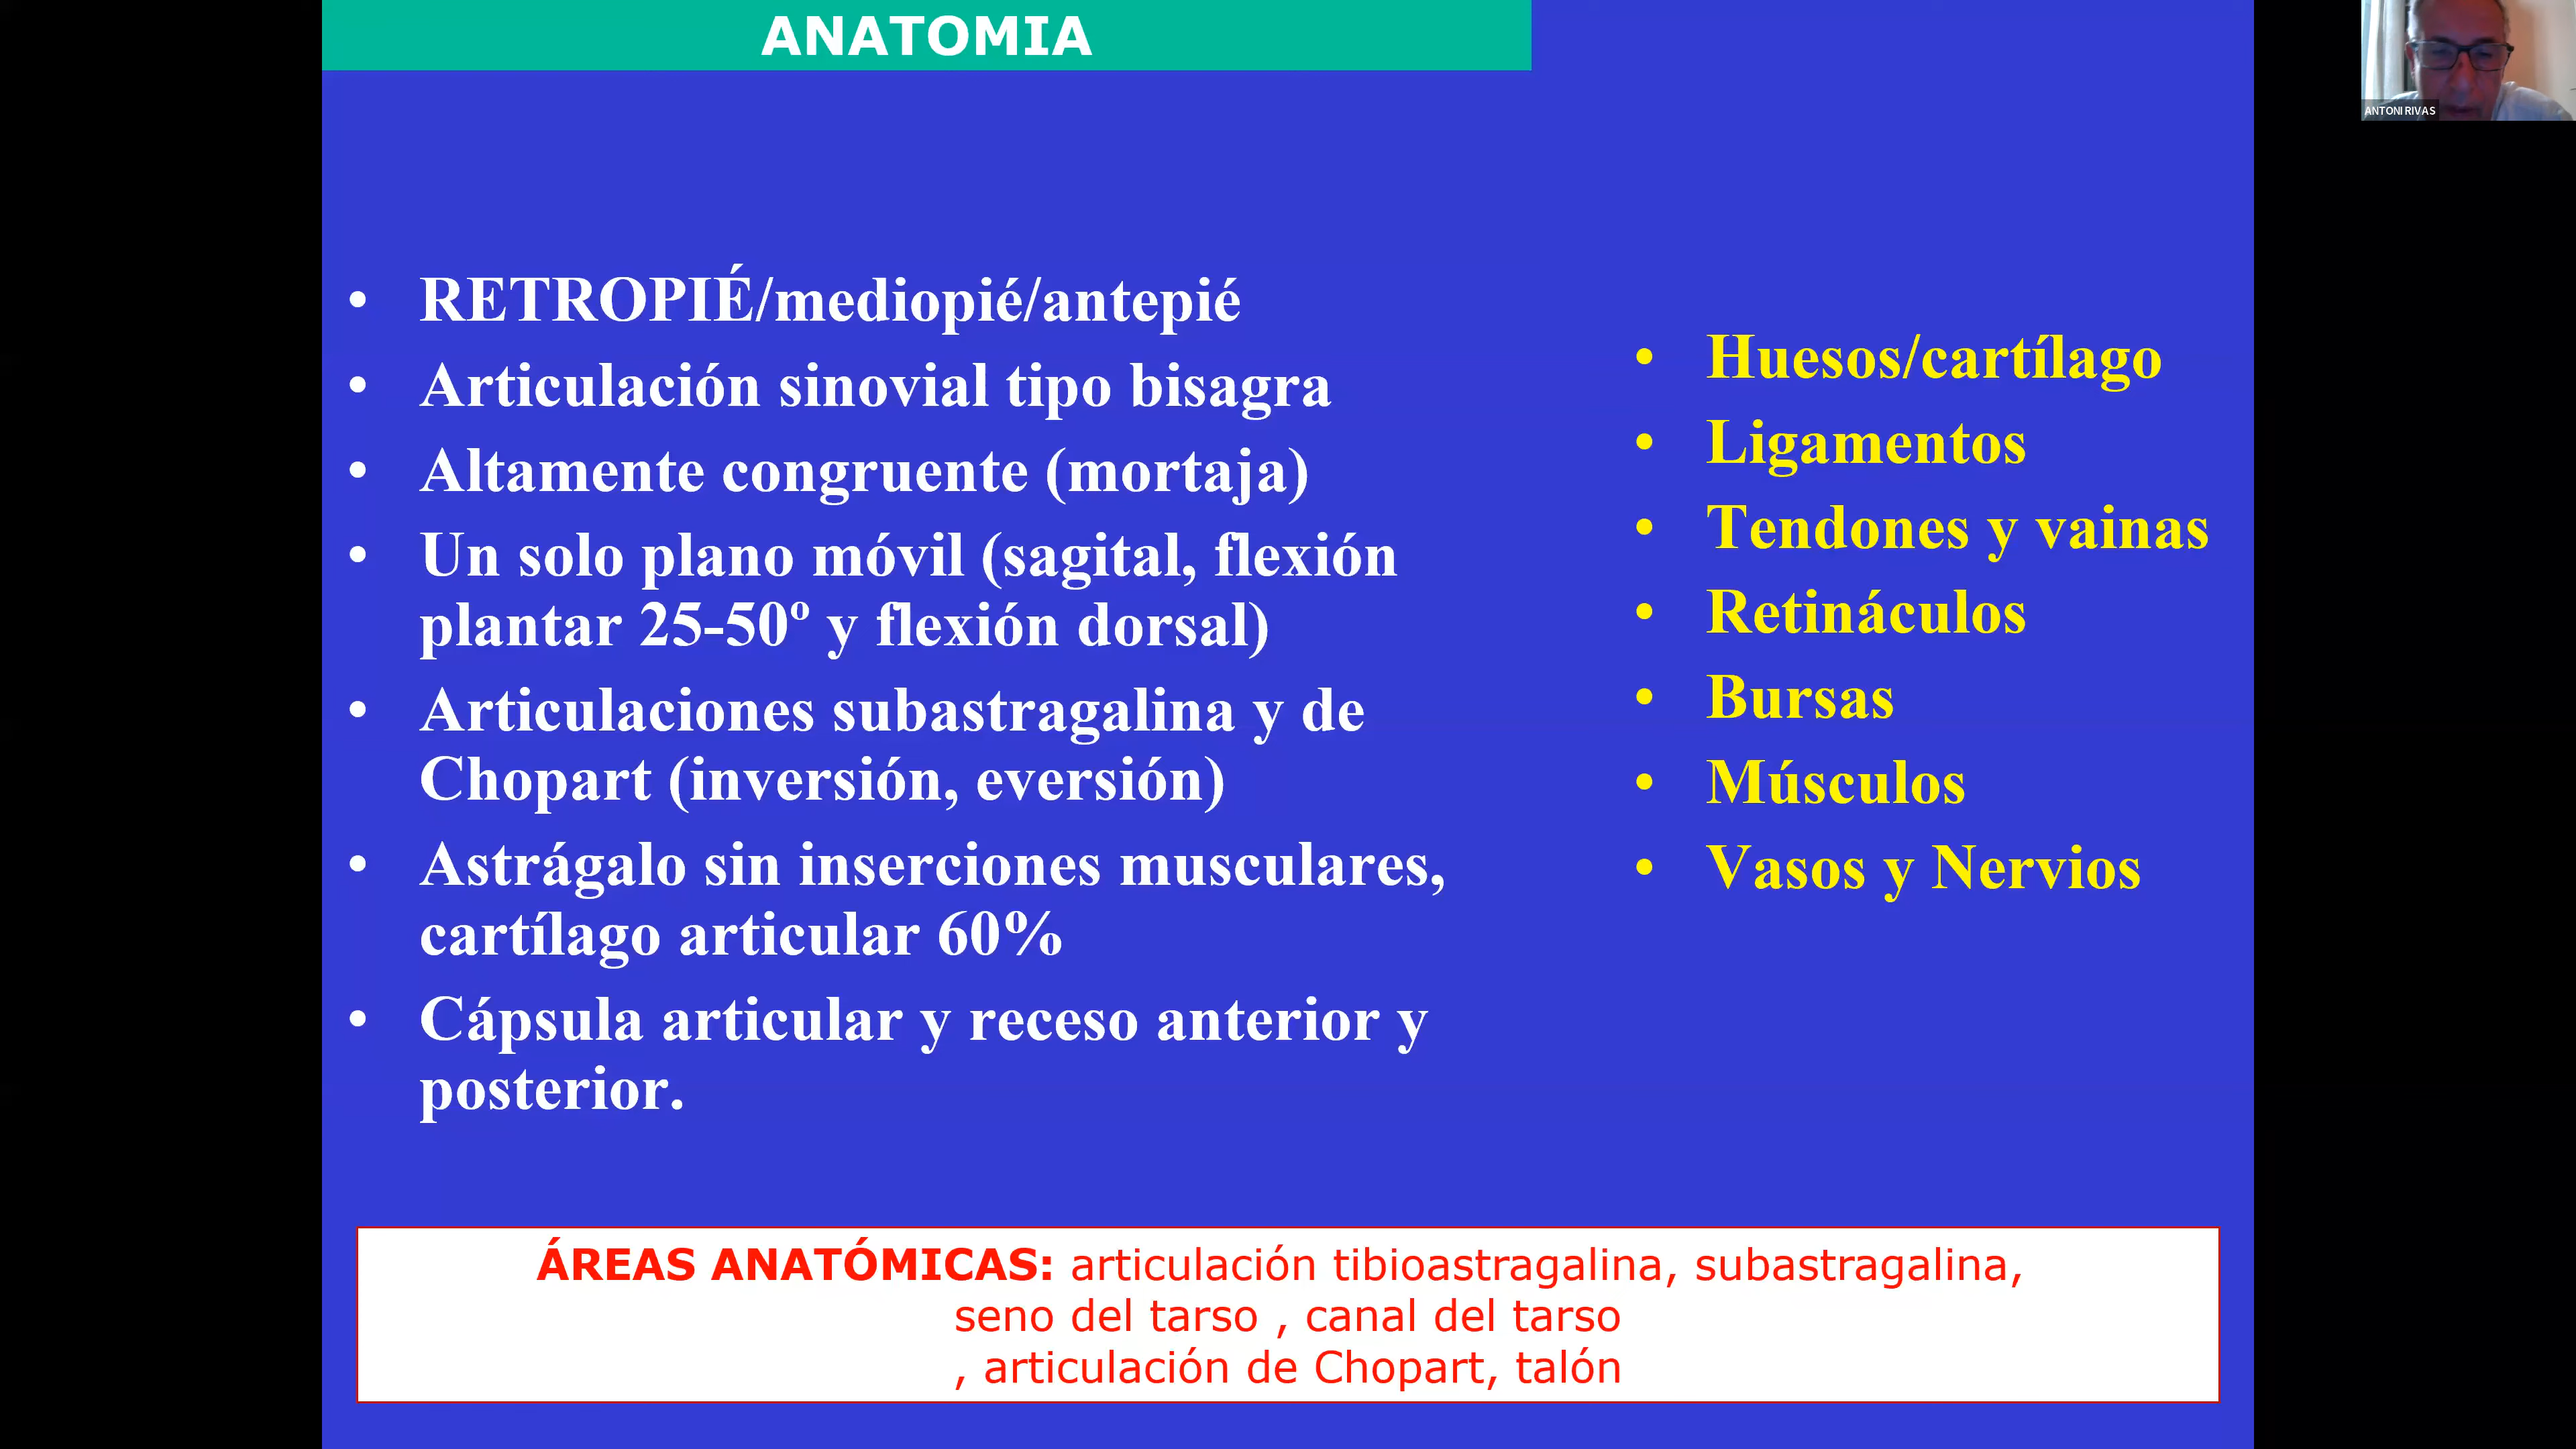 ANATOMIA
ANTONI RIVAS
• RETROPIÉ/mediopié/antepié
• Articulación sinovial tipo bisagra
• Altamente congruente (mortaja)
• Un solo plano móvil (sagital, flexión
plantar 25-50º y flexión dorsal)
• Articulaciones subastragalina y de
Chopart (inversión, eversión)
• Astrágalo sin inserciones musculares,
cartílago articular 60%
• Cápsula articular y receso anterior y
posterior.
• Huesos/cartílago
• Ligamentos
• Tendones y vainas
• Retináculos
• Bursas
• Músculos
• Vasos y Nervios
ÁREAS ANATÓMICAS: articulación tibioastragalina, subastragalina,
seno del tarso , canal del tarso
, articulación de Chopart, talón